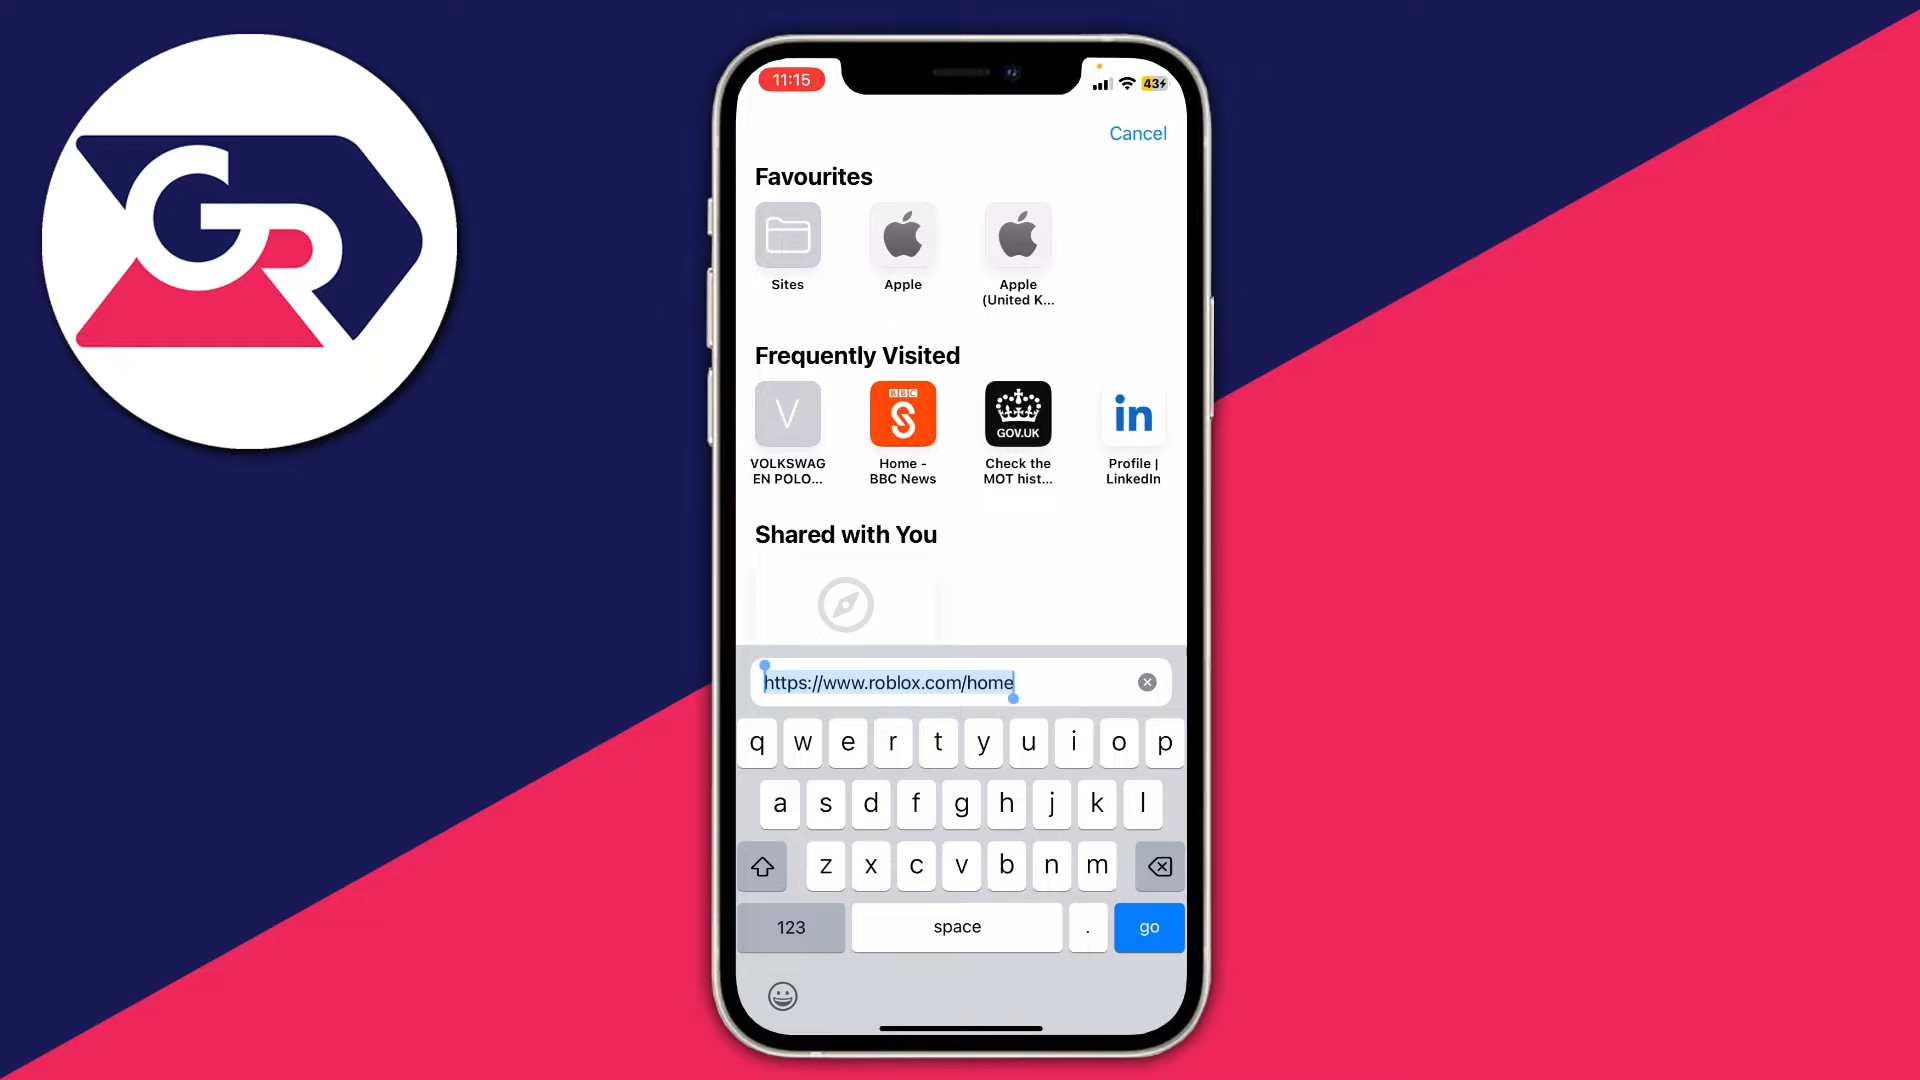 GR
11:15
43
Cancel
Favourites
Sites
Apple
Apple
(United K...
Frequently Visited
V
BBC
S
GOV.UK
in
VOLKSWAG
EN POLO...
Home -
BBC News
Check the
MOT hist...
Profile |
LinkedIn
Shared with You
https://www.roblox.com/home
q w e r t y u i o p
a s d f g h j k l
z x c v b n m
123 space . go